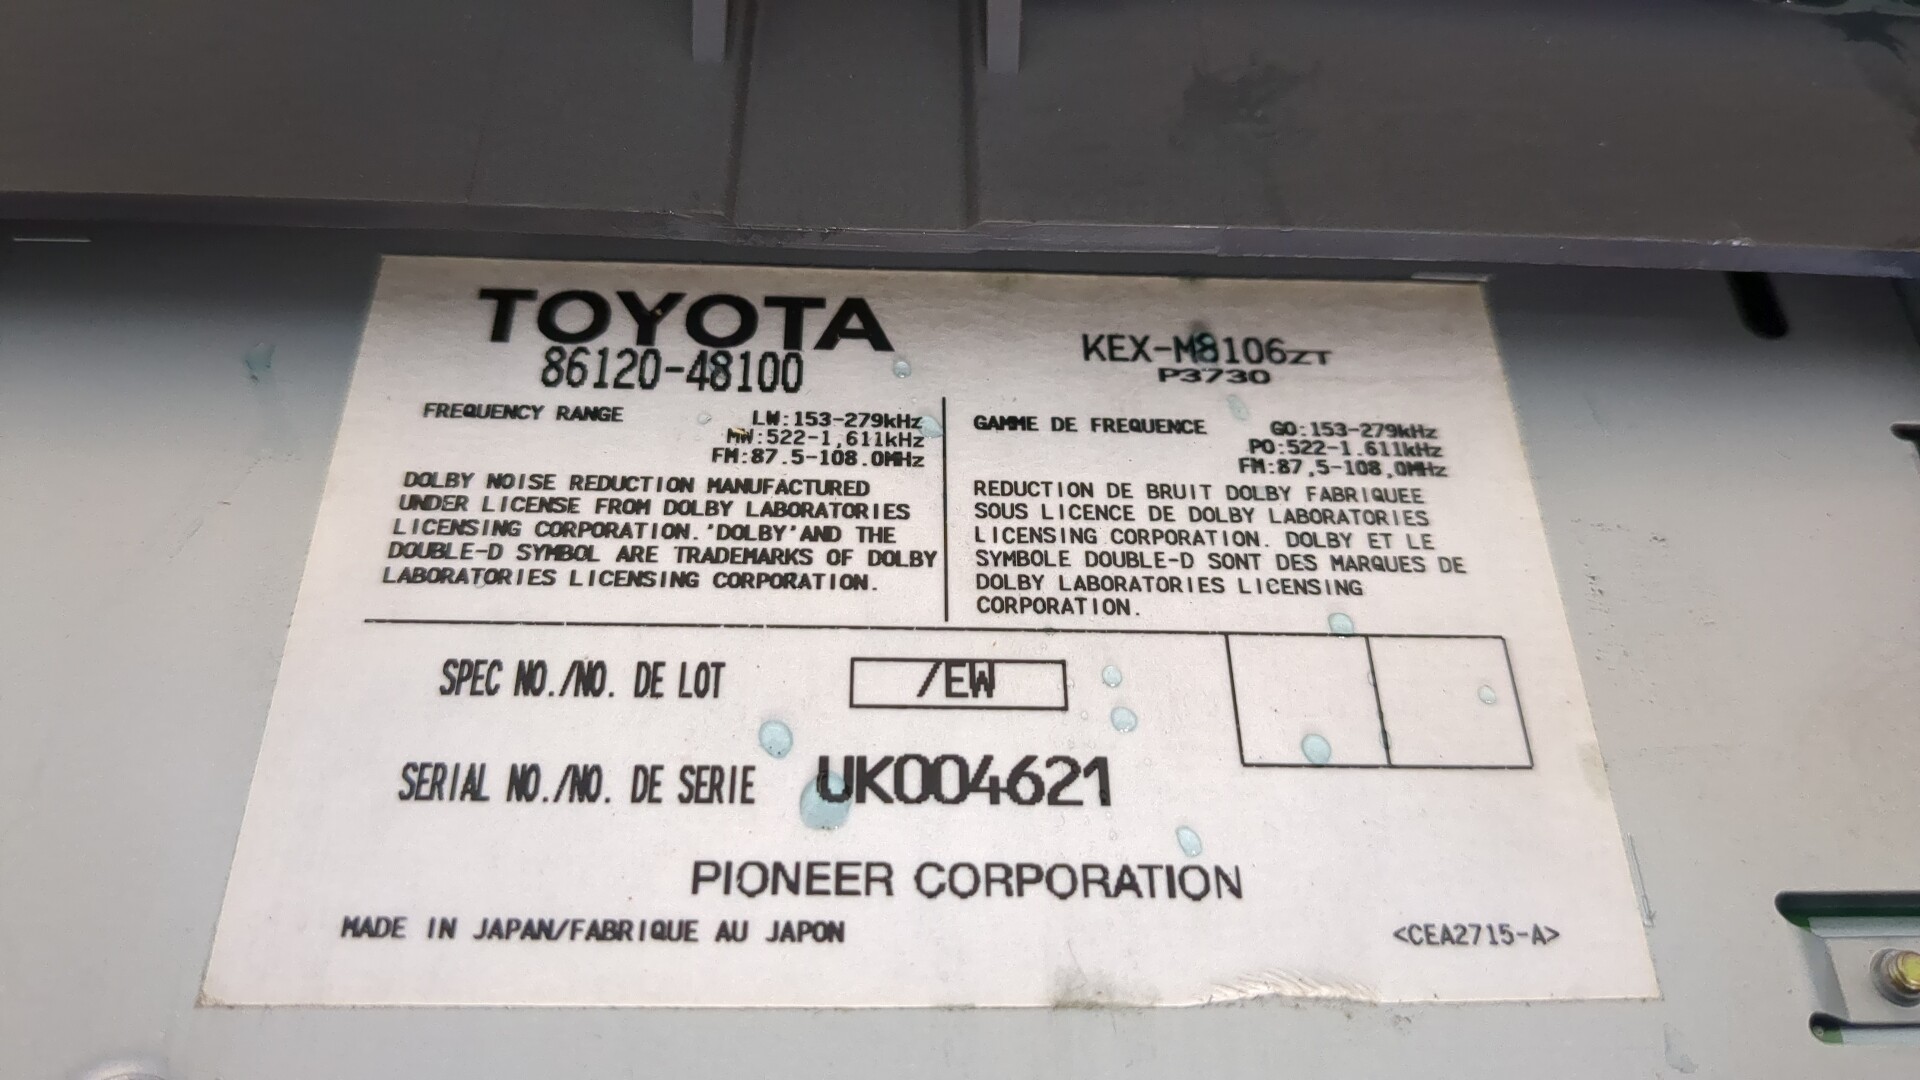 TOYOTA
86120-48100
KEX-M8106ZT
P3730
FREQUENCY RANGE
LW:153-279kHz
MW:522-1,611kHz
FM:87.5-108.0MHz
DOLBY NOISE REDUCTION MANUFACTURED
UNDER LICENSE FROM DOLBY LABORATORIES
LICENSING CORPORATION.'DOLBY'AND THE
DOUBLE-D SYMBOL ARE TRADEMARKS OF DOLBY
LABORATORIES LICENSING CORPORATION.
GAMME DE FREQUENCE
GO:153-279kHz
PO:522-1.611kHz
FM:87,5-108,0MHz
REDUCTION DE BRUIT DOLBY FABRIQUEE
SOUS LICENCE DE DOLBY LABORATORIES
LICENSING CORPORATION. DOLBY ET LE
SYMBOLE DOUBLE-D SONT DES MARQUES DE
DOLBY LABORATORIES LICENSING
CORPORATION.
SPEC NO./NO. DE LOT /EW
SERIAL NO./NO. DE SERIE UK004621
PIONEER CORPORATION
MADE IN JAPAN/FABRIQUE AU JAPON
<CEA2715-A>